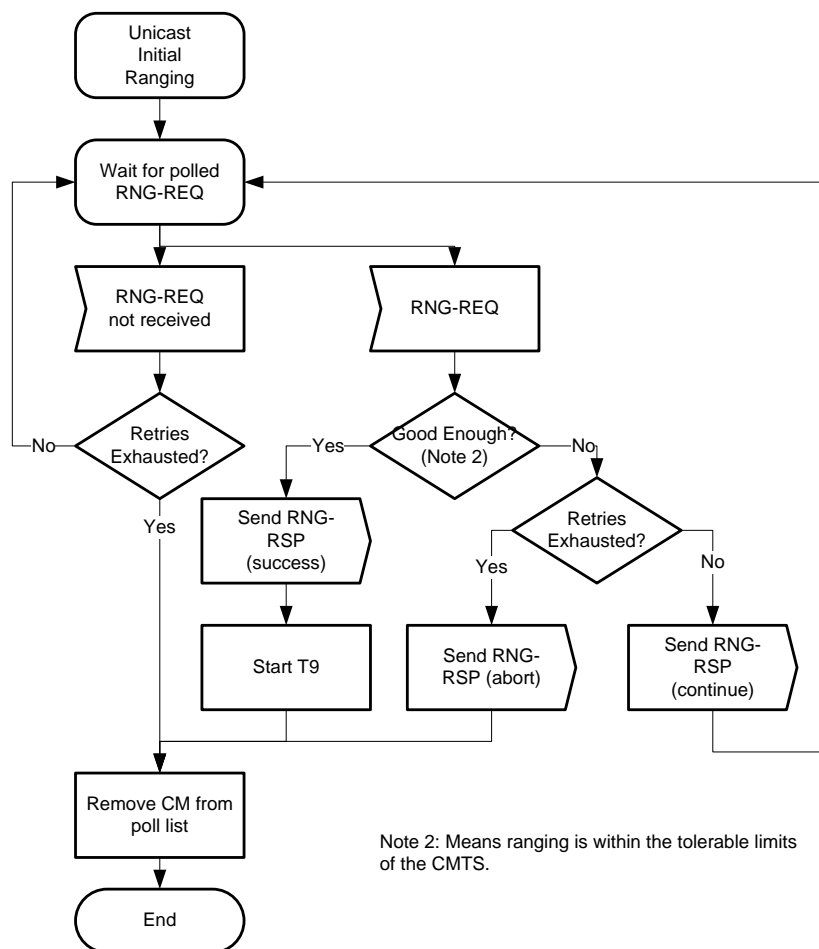 Unicast
Initial
Ranging
Wait for polled
RNG-REQ
RNG-REQ
not received
RNG-REQ
Retries
Exhausted?
No
Yes
Good Enough?
(Note 2)
Yes
No
Send RNG-
RSP
(success)
Retries
Exhausted?
Yes
No
Start T9
Send RNG-
RSP (abort)
Send RNG-
RSP
(continue)
Remove CM from
poll list
Note 2: Means ranging is within the tolerable limits
of the CMTS.
End